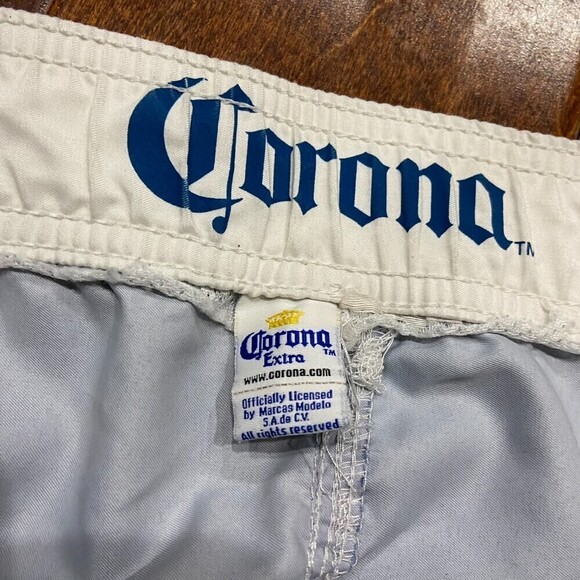 Corona
TM
Corona
TM
Extra
www.corona.com
Officially Licensed
by Marcas Modelo
S.A. de C.V.
All rights reserved